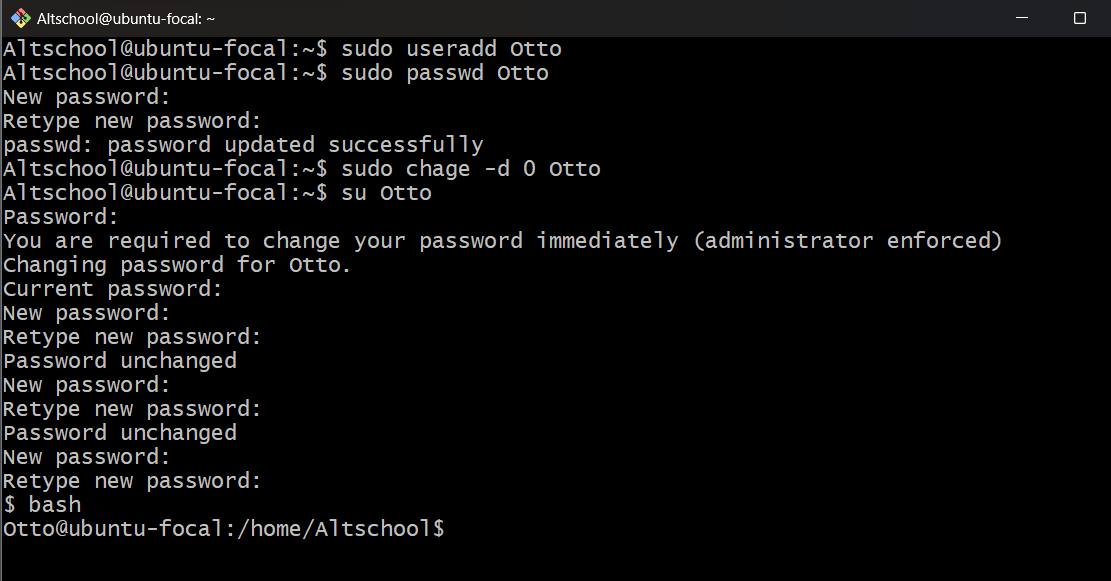 Altschool@ubuntu-focal: ~
Altschool@ubuntu-focal:~$ sudo useradd Otto
Altschool@ubuntu-focal:~$ sudo passwd Otto
New password:
Retype new password:
passwd: password updated successfully
Altschool@ubuntu-focal:~$ sudo chage -d 0 Otto
Altschool@ubuntu-focal:~$ su Otto
Password:
You are required to change your password immediately (administrator enforced)
Changing password for Otto.
Current password:
New password:
Retype new password:
Password unchanged
New password:
Retype new password:
Password unchanged
New password:
Retype new password:
$ bash
Otto@ubuntu-focal:/home/Altschool$